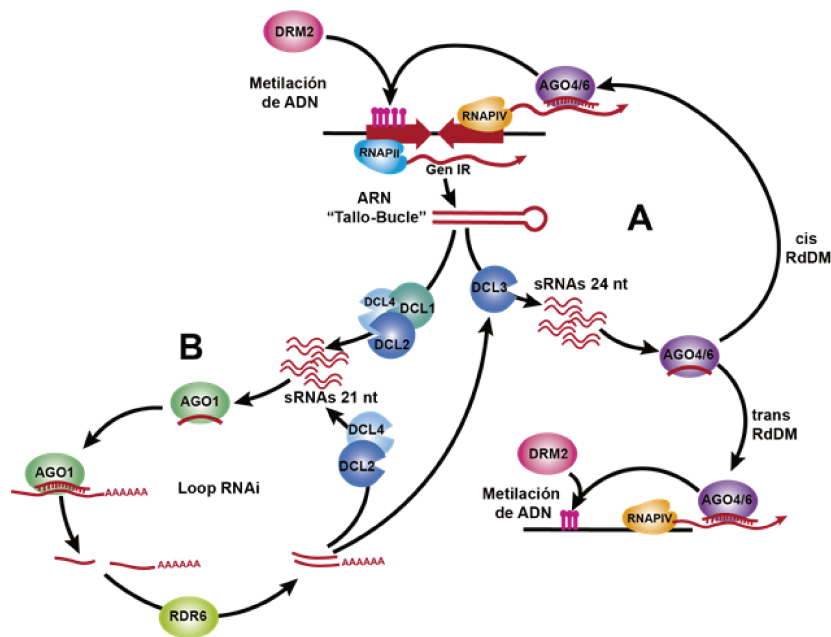 DRM2
Metilación
de ADN
AGO4/6
RNAPIV
RNAPII
Gen IR
ARN
“Tallo-Bucle”
A
cis
RdDM
DCL3
sRNAs 24 nt
DCL4
DCL1
DCL2
B
sRNAs 21 nt
AGO4/6
AGO1
trans
RdDM
DCL4
DCL2
AGO1
AAAAAA
Loop RNAi
DRM2
Metilación
de ADN
AGO4/6
RNAPIV
AAAAAA
AAAAAA
RDR6